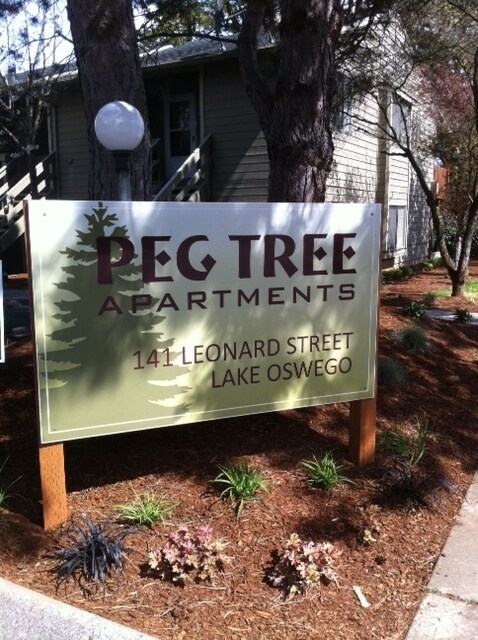 PEG TREE
APARTMENTS
141 LEONARD STREET
LAKE OSWEGO